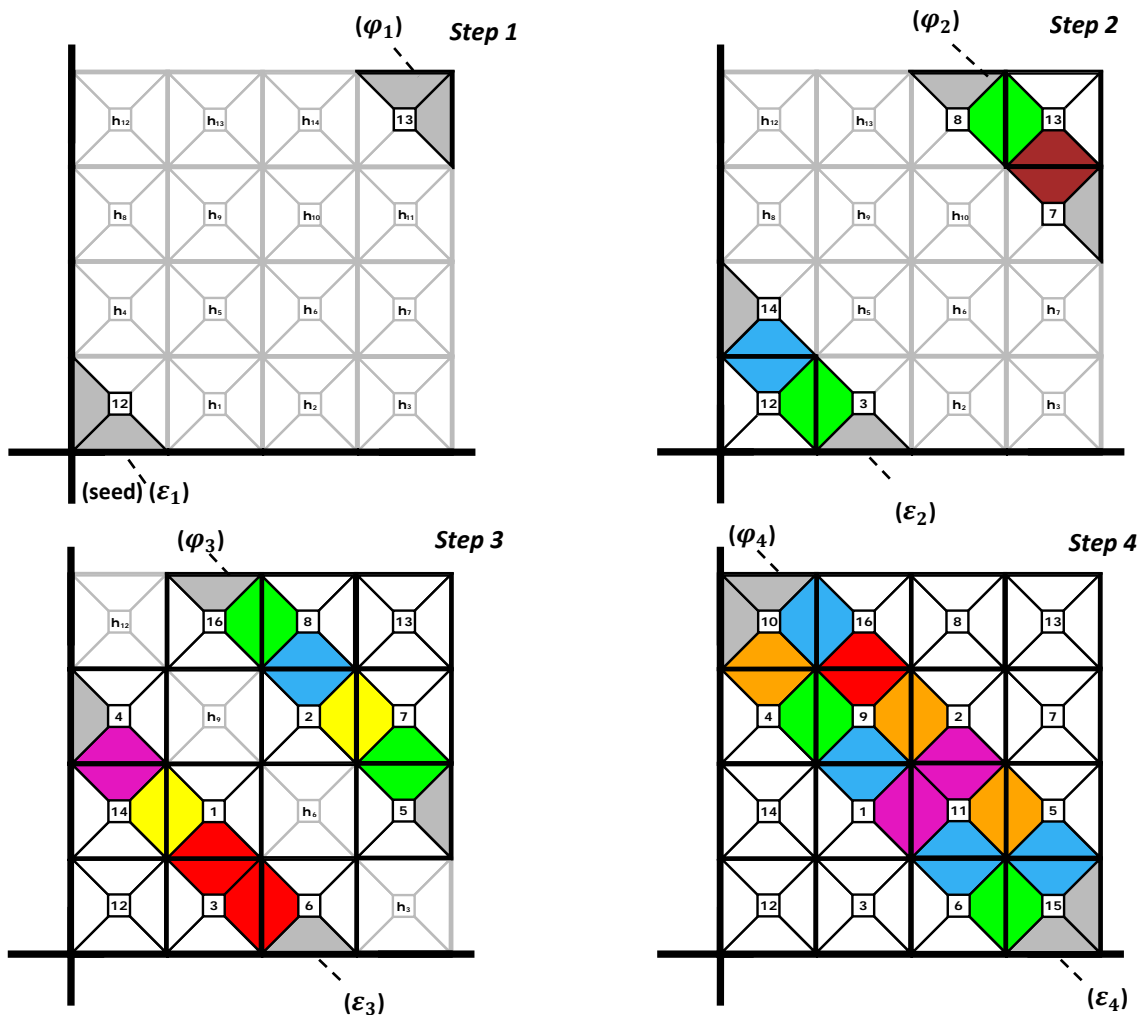 (φ₁) Step 1
h₁₂ h₁₃ h₁₄ 13
h₈ h₉ h₁₀ h₁₁
h₄ h₅ h₆ h₇
12 h₁ h₂ h₃
(seed) (ε₁)
(φ₂) Step 2
h₁₂ h₁₃ 8 13
h₈ h₉ h₁₀ 7
14 h₅ h₆ h₇
12 3 h₂ h₃
(ε₂)
(φ₃) Step 3
h₁₂ 16 8 13
4 h₉ 2 7
14 1 h₆ 5
12 3 6 h₃
(ε₃)
(φ₄) Step 4
10 16 8 13
4 9 2 7
14 1 11 5
12 3 6 15
(ε₄)